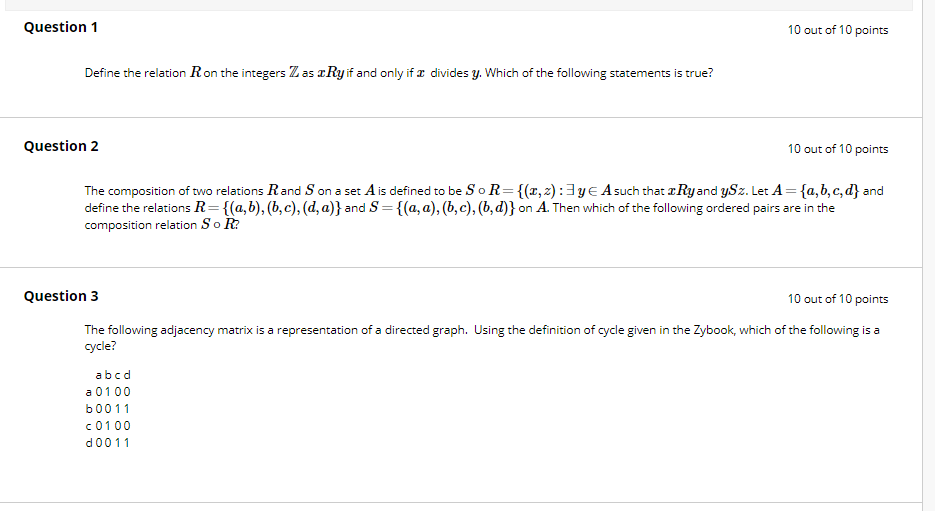 Question 1
10 out of 10 points
Define the relation R on the integers ℤ as xRy if and only if x divides y. Which of the following statements is true?
Question 2
10 out of 10 points
The composition of two relations R and S on a set A is defined to be S ∘ R = {(x, z) : ∃ y ∈ A such that xRy and ySz. Let A = {a, b, c, d} and
define the relations R = {(a, b), (b, c), (d, a)} and S = {(a, a), (b, c), (b, d)} on A. Then which of the following ordered pairs are in the
composition relation S ∘ R?
Question 3
10 out of 10 points
The following adjacency matrix is a representation of a directed graph. Using the definition of cycle given in the Zybook, which of the following is a
cycle?
a b c d
a 0 1 0 0
b 0 0 1 1
c 0 1 0 0
d 0 0 1 1